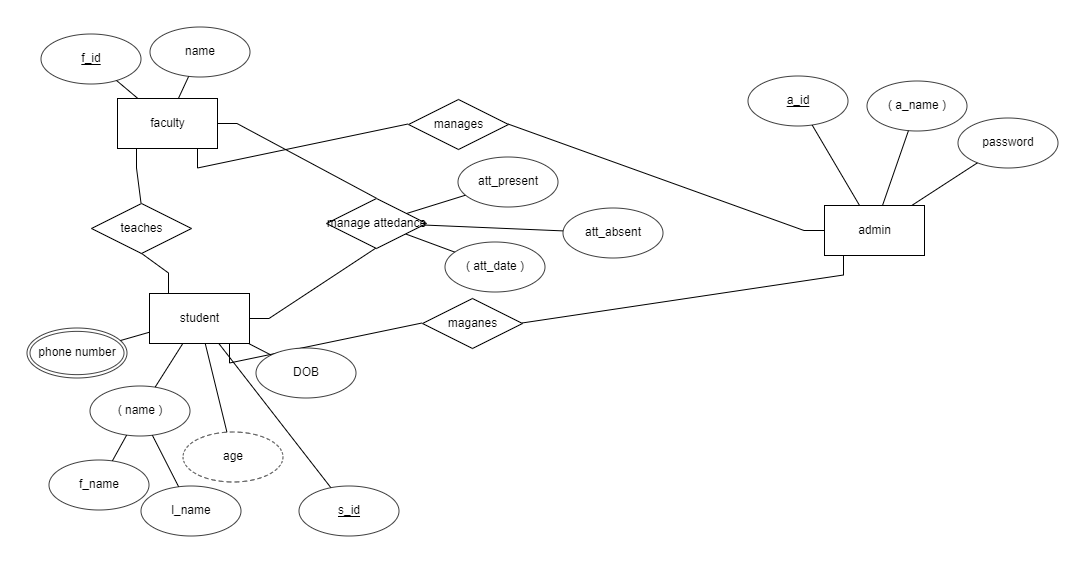 f_id
name
faculty
manages
a_id
( a_name )
password
att_present
teaches
manage attedance
att_absent
admin
( att_date )
student
maganes
phone number
DOB
( name )
age
f_name
l_name
s_id